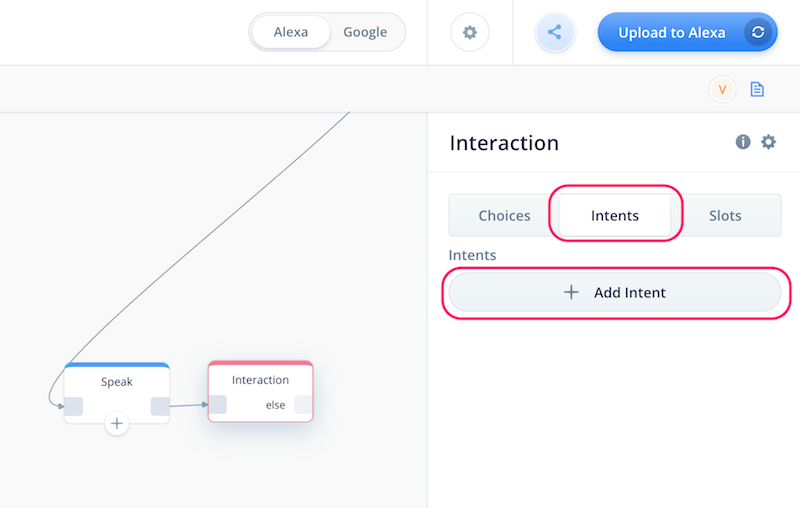 Alexa
Google
Upload to Alexa
V
Interaction
Choices
Intents
Slots
Intents
Add Intent
Speak
Interaction
else